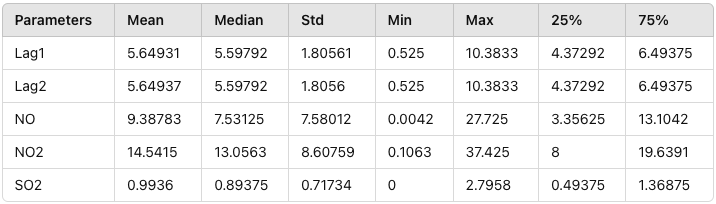 Parameters Mean Median Std Min Max 25% 75%
Lag1 5.64931 5.59792 1.80561 0.525 10.3833 4.37292 6.49375
Lag2 5.64937 5.59792 1.8056 0.525 10.3833 4.37292 6.49375
NO 9.38783 7.53125 7.58012 0.0042 27.725 3.35625 13.1042
NO2 14.5415 13.0563 8.60759 0.1063 37.425 8 19.6391
SO2 0.9936 0.89375 0.71734 0 2.7958 0.49375 1.36875